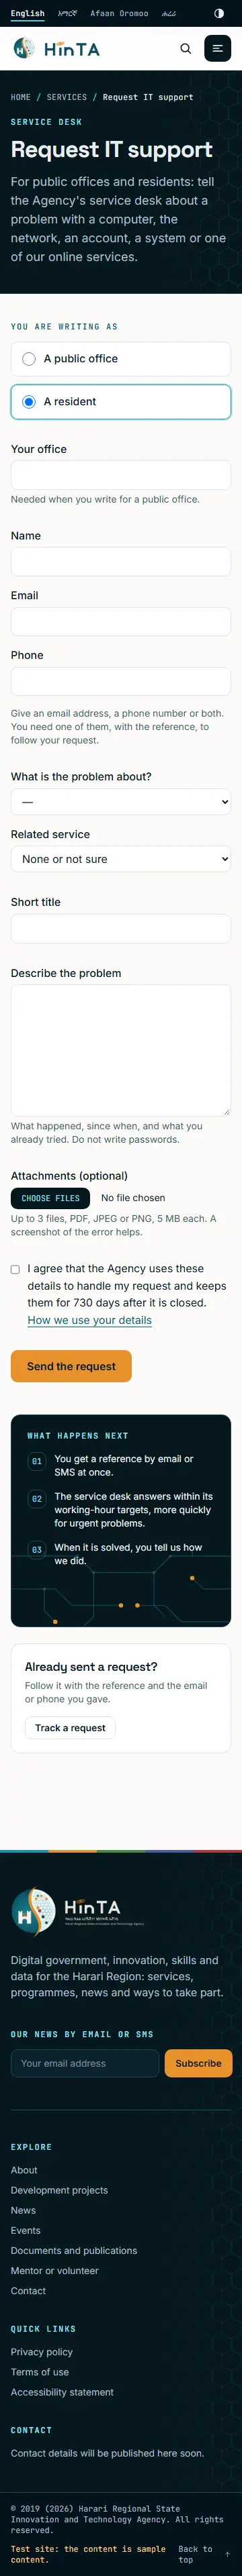 English አማርኛ Afaan Oromoo ሐረሪ
HinTA
HOME / SERVICES / Request IT support
SERVICE DESK
Request IT support
For public offices and residents: tell
the Agency's service desk about a
problem with a computer, the
network, an account, a system or one
of our online services.
YOU ARE WRITING AS
A public office
A resident
Your office
Needed when you write for a public office.
Name
Email
Phone
Give an email address, a phone number or both.
You need one of them, with the reference, to
follow your request.
What is the problem about?
—
Related service
None or not sure
Short title
Describe the problem
What happened, since when, and what you
already tried. Do not write passwords.
Attachments (optional)
CHOOSE FILES No file chosen
Up to 3 files, PDF, JPEG or PNG, 5 MB each. A
screenshot of the error helps.
I agree that the Agency uses these
details to handle my request and keeps
them for 730 days after it is closed.
How we use your details
Send the request
WHAT HAPPENS NEXT
01 You get a reference by email or
SMS at once.
02 The service desk answers within its
working-hour targets, more quickly
for urgent problems.
03 When it is solved, you tell us how
we did.
Already sent a request?
Follow it with the reference and the email
or phone you gave.
Track a request
HinTA
Digital government, innovation, skills and
data for the Harari Region: services,
programmes, news and ways to take part.
OUR NEWS BY EMAIL OR SMS
Your email address Subscribe
EXPLORE
About
Development projects
News
Events
Documents and publications
Mentor or volunteer
Contact
QUICK LINKS
Privacy policy
Terms of use
Accessibility statement
CONTACT
Contact details will be published here soon.
© 2019 (2026) Harari Regional State
Innovation and Technology Agency. All rights
reserved.
Test site: the content is sample
content.
Back to
top ↑